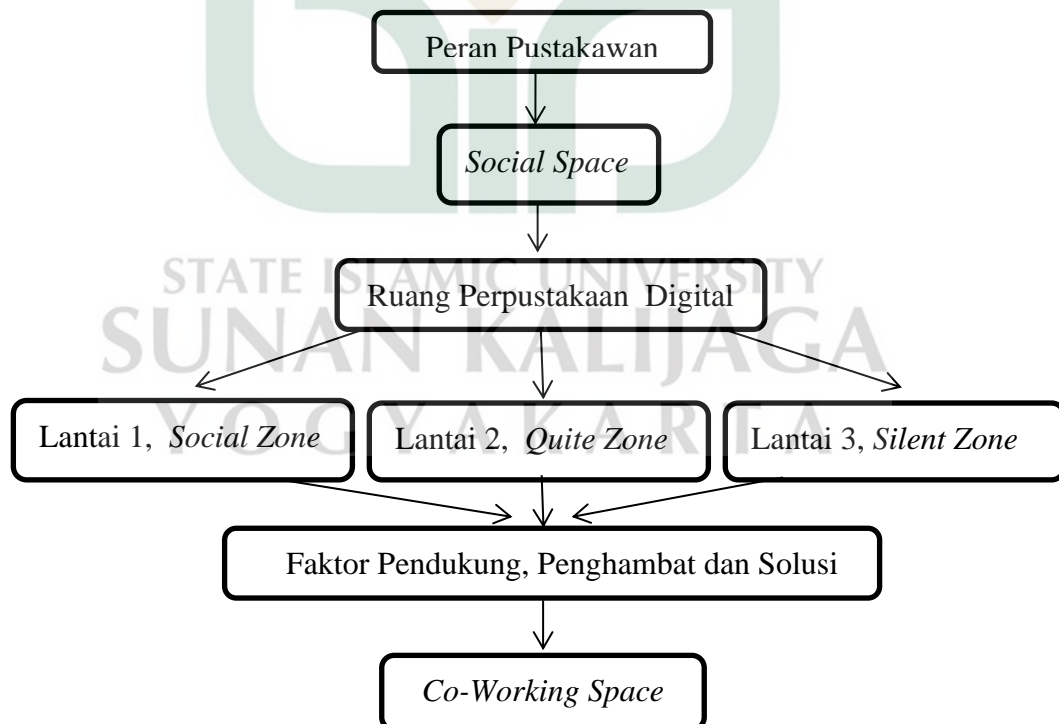 Peran Pustakawan
Social Space
STATE ISLAMIC UNIVERSITY
Ruang Perpustakaan Digital
SUNAN KALIJAGA
YOGYAKARTA
Lantai 1, Social Zone
Lantai 2, Quite Zone
Lantai 3, Silent Zone
Faktor Pendukung, Penghambat dan Solusi
Co-Working Space